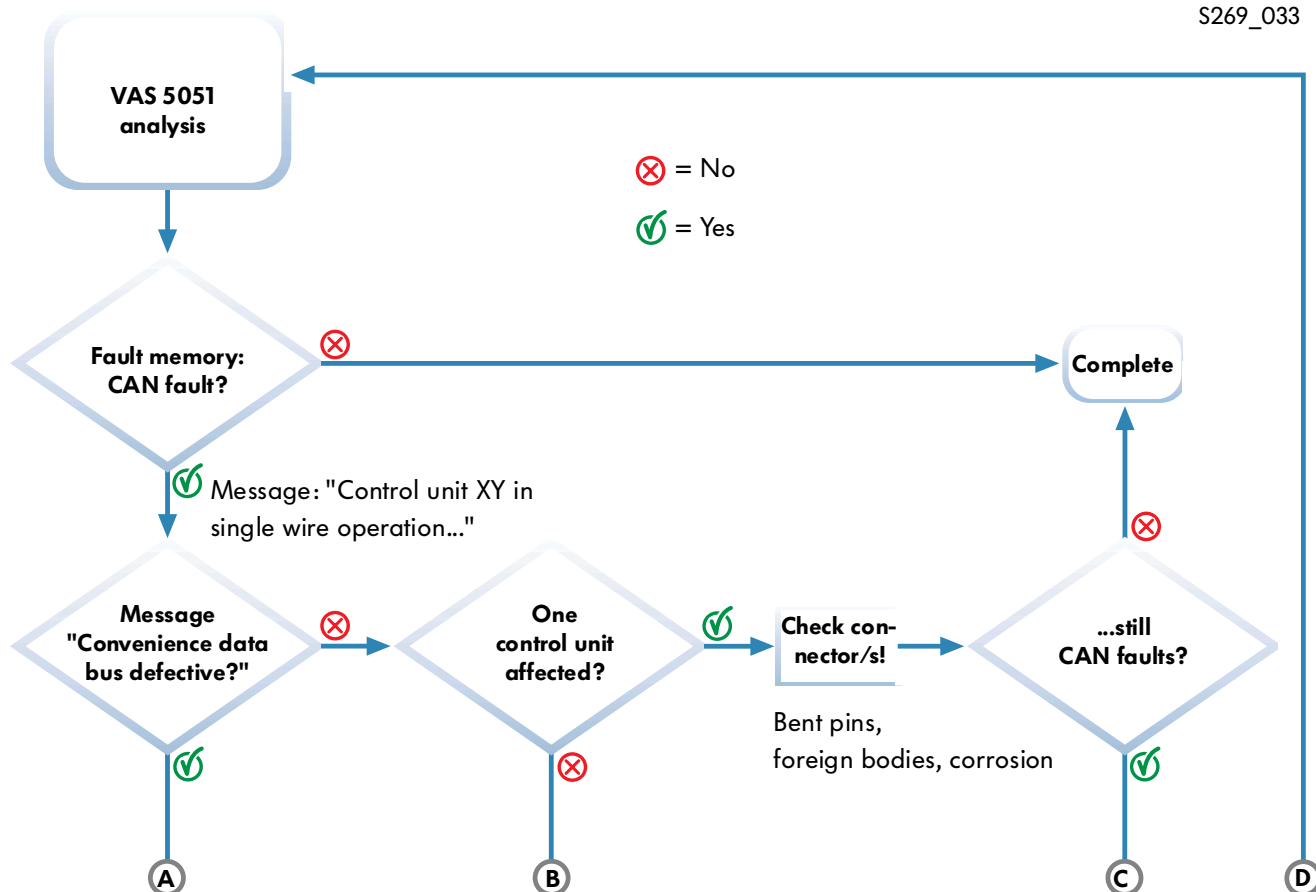 S269_033
VAS 5051
analysis
= No
= Yes
Fault memory:
CAN fault?
Complete
Message: "Control unit XY in
single wire operation..."
Message
"Convenience data
bus defective?"
One
control unit
affected?
Check con-
nector/s!
...still
CAN faults?
Bent pins,
foreign bodies, corrosion
A
B
C
D